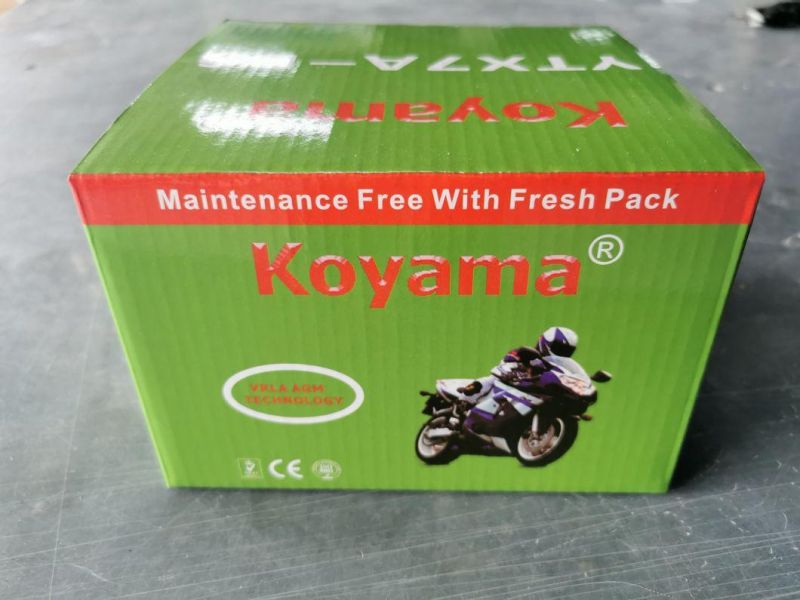 YTX7A-
Koyama
Maintenance Free With Fresh Pack
Koyama®
VRLA AGM
TECHNOLOGY
CE